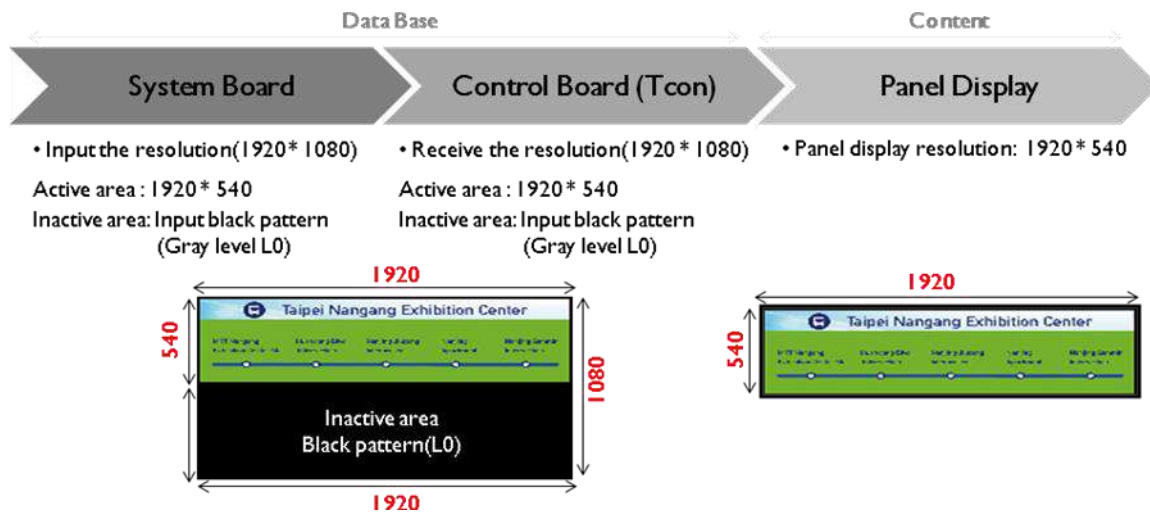 Data Base
Content
System Board
Control Board (Tcon)
Panel Display
• Input the resolution(1920* 1080)
Active area : 1920* 540
Inactive area: Input black pattern
(Gray level L0)
• Receive the resolution(1920* 1080)
Active area : 1920* 540
Inactive area: Input black pattern
(Gray level L0)
• Panel display resolution: 1920* 540
1920
540
1080
Taipei Nangang Exhibition Center
Inactive area
Black pattern(L0)
1920
1920
540
Taipei Nangang Exhibition Center